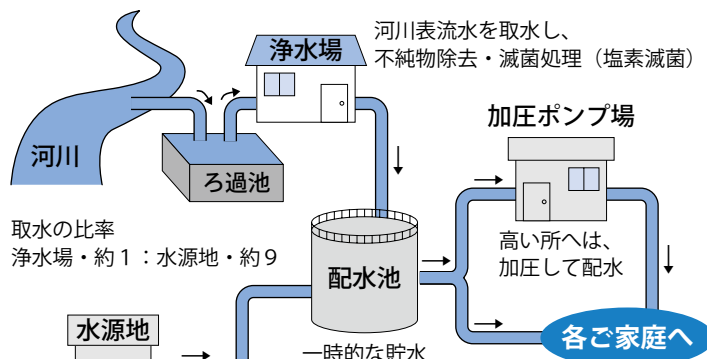 河川表流水を取水し、
不純物除去・滅菌処理（塩素滅菌）
浄水場
加圧ポンプ場
河川
ろ過池
取水の比率
浄水場・約１：水源地・約９
高い所へは、
加圧して配水
配水池
水源地
各ご家庭へ
一時的な貯水